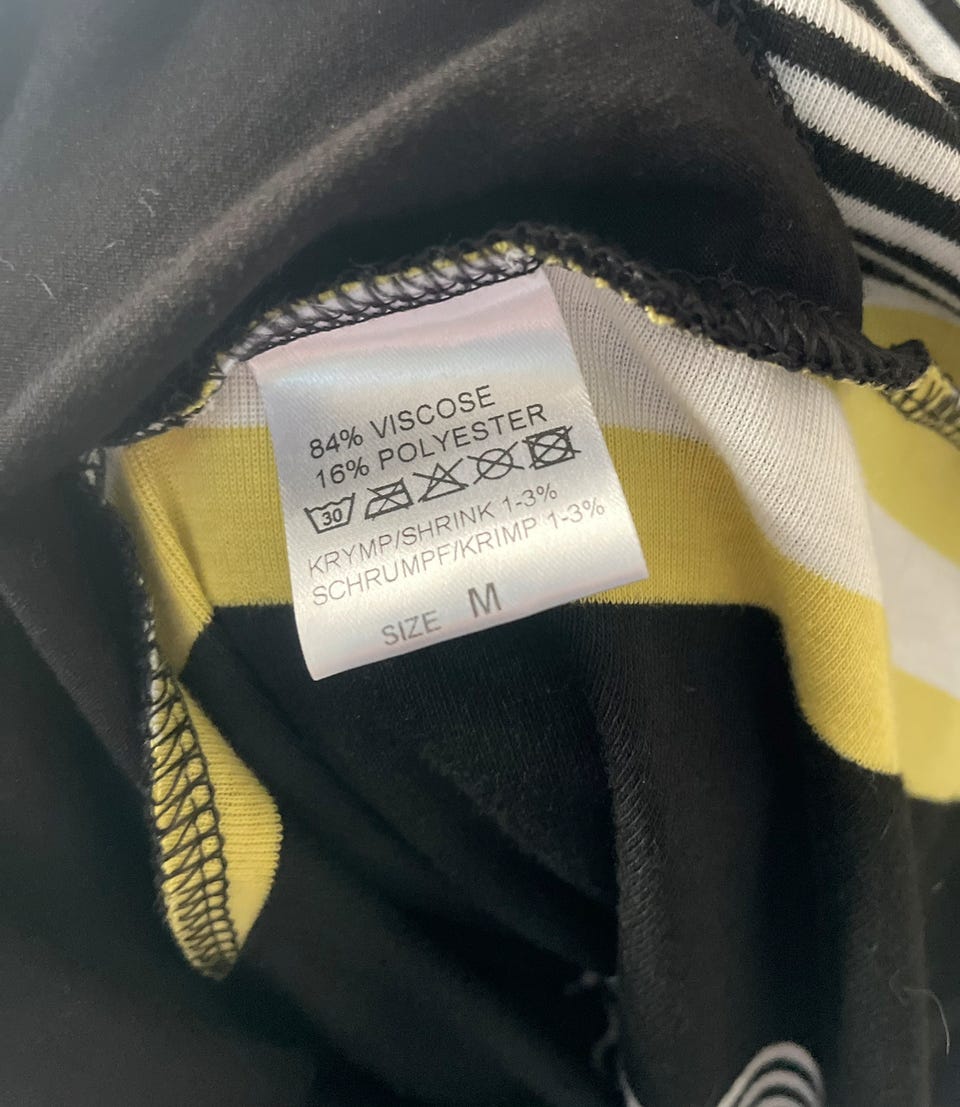 84% VISCOSE
16% POLYESTER
30
KRYMP/SHRINK 1-3%
SCHRUMPF/KRIMP 1-3%
SIZE M